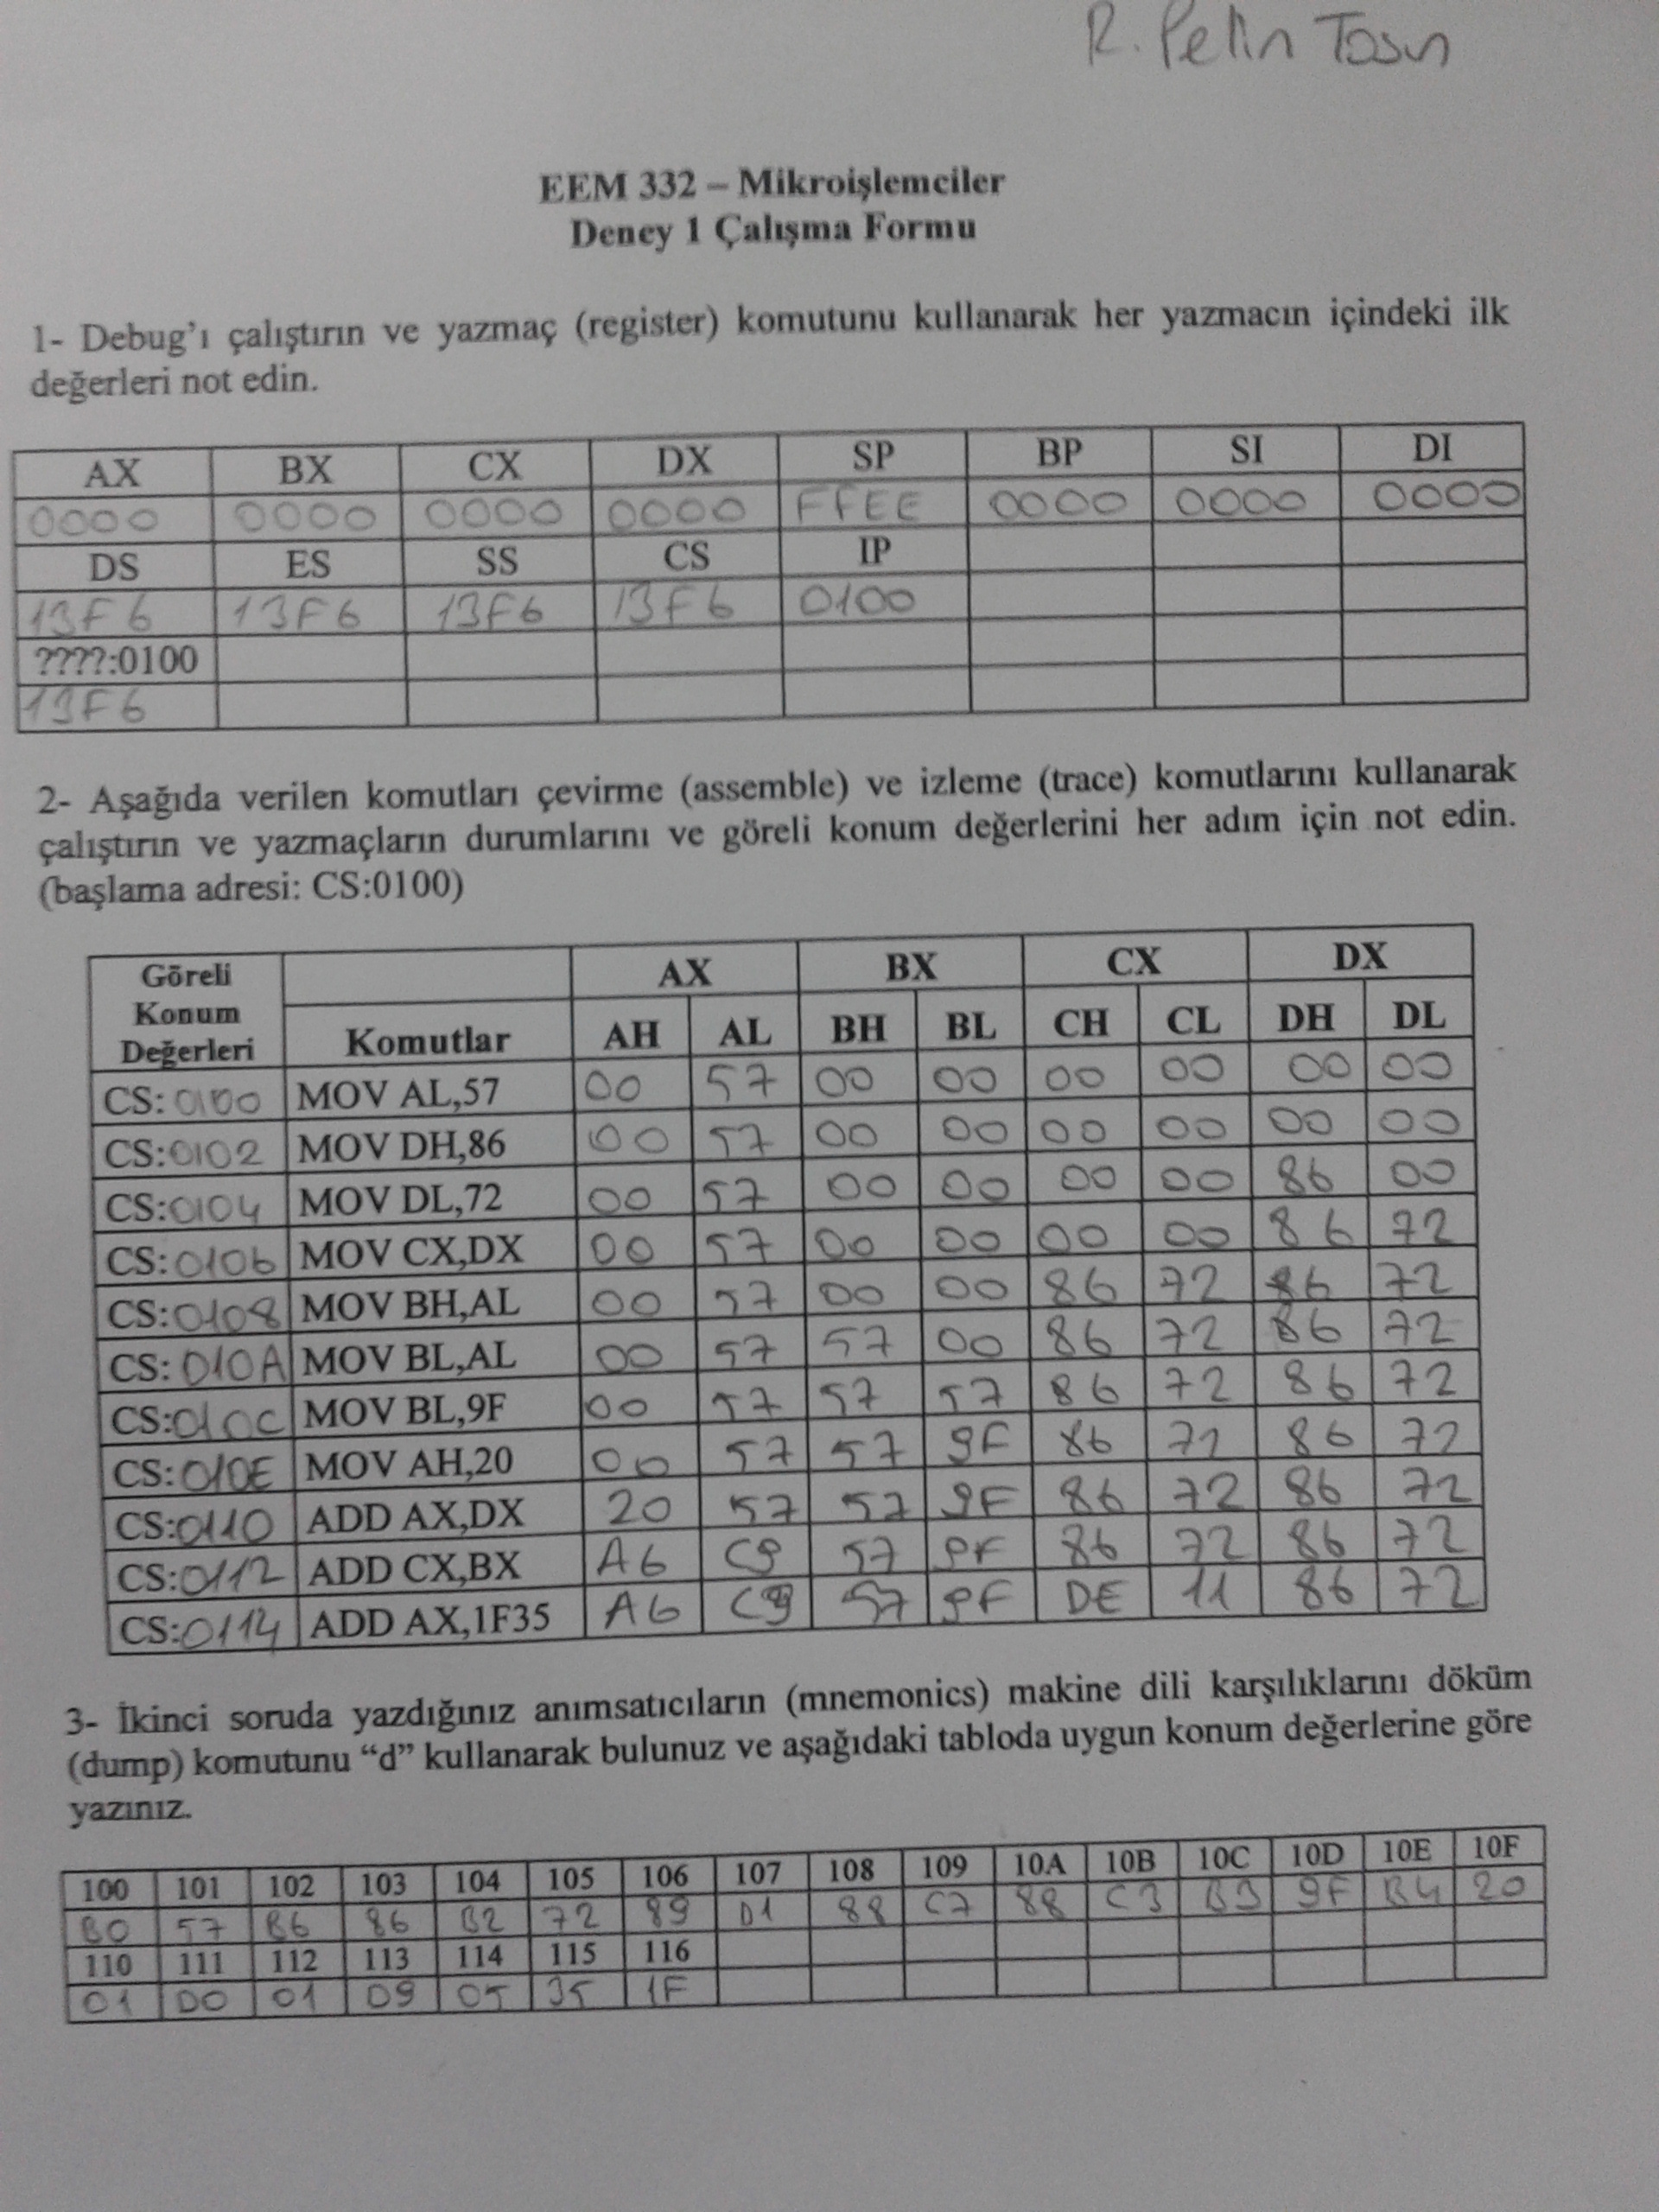 R. Pelin Tosun
EEM 332 – Mikroişlemciler
Deney 1 Çalışma Formu
1- Debug'ı çalıştırın ve yazmaç (register) komutunu kullanarak her yazmacın içindeki ilk
değerleri not edin.
AX BX CX DX SP BP SI DI
0000 0000 0000 0000 FFEE 0000 0000 0000
DS ES SS CS IP
13F6 13F6 13F6 13F6 0100
????:0100
13F6
2- Aşağıda verilen komutları çevirme (assemble) ve izleme (trace) komutlarını kullanarak
çalıştırın ve yazmaçların durumlarını ve göreli konum değerlerini her adım için not edin.
(başlama adresi: CS:0100)
Göreli Konum Değerleri Komutlar AX BX CX DX
AH AL BH BL CH CL DH DL
CS:0100 MOV AL,57 00 57 00 00 00 00 00 00
CS:0102 MOV DH,86 00 57 00 00 00 00 00 00
CS:0104 MOV DL,72 00 57 00 00 00 00 86 00
CS:0106 MOV CX,DX 00 57 00 00 00 00 86 72
CS:0108 MOV BH,AL 00 57 00 00 86 72 86 72
CS:010A MOV BL,AL 00 57 57 00 86 72 86 72
CS:010C MOV BL,9F 00 57 57 57 86 72 86 72
CS:010E MOV AH,20 00 57 57 9F 86 72 86 72
CS:0110 ADD AX,DX 20 57 57 9F 86 72 86 72
CS:0112 ADD CX,BX A6 C9 57 9F 86 72 86 72
CS:0114 ADD AX,1F35 A6 C9 57 9F DE 11 86 72
3- İkinci soruda yazdığınız anımsatıcıların (mnemonics) makine dili karşılıklarını döküm
(dump) komutunu “d” kullanarak bulunuz ve aşağıdaki tabloda uygun konum değerlerine göre
yazınız.
100 101 102 103 104 105 106 107 108 109 10A 10B 10C 10D 10E 10F
B0 57 B6 86 B2 72 89 D1 88 C7 88 C3 B3 9F B4 20
110 111 112 113 114 115 116
01 D0 01 D9 05 35 1F